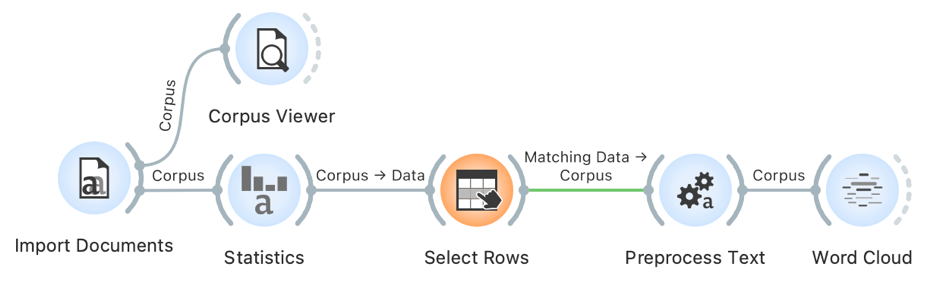 Corpus Viewer
Corpus
Import Documents
Corpus
Statistics
Corpus → Data
Select Rows
Matching Data →
Corpus
Preprocess Text
Corpus
Word Cloud